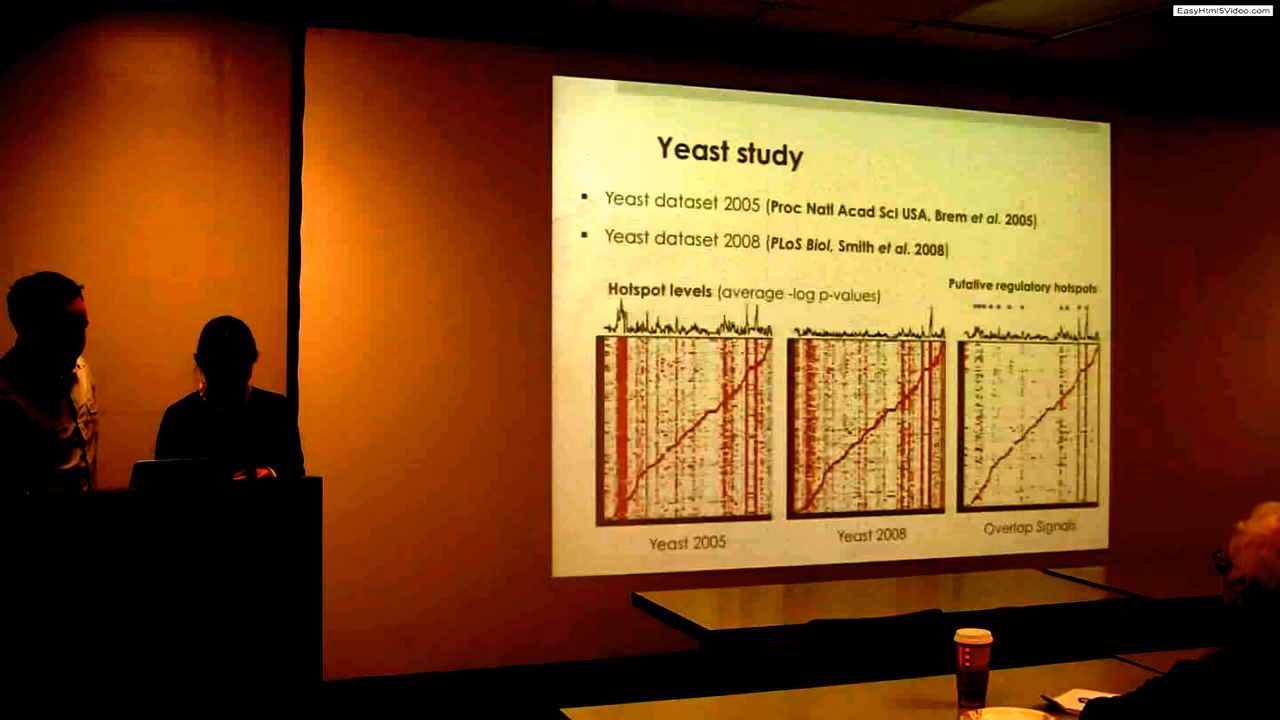 EasyHtml5Video.com
Yeast study
▪ Yeast dataset 2005 (Proc Natl Acad Sci USA, Brem et al. 2005)
▪ Yeast dataset 2008 (PLoS Biol, Smith et al. 2008)
Hotspot levels (average -log p-values)
Putative regulatory hotspots
Yeast 2005
Yeast 2008
Overlap Signals